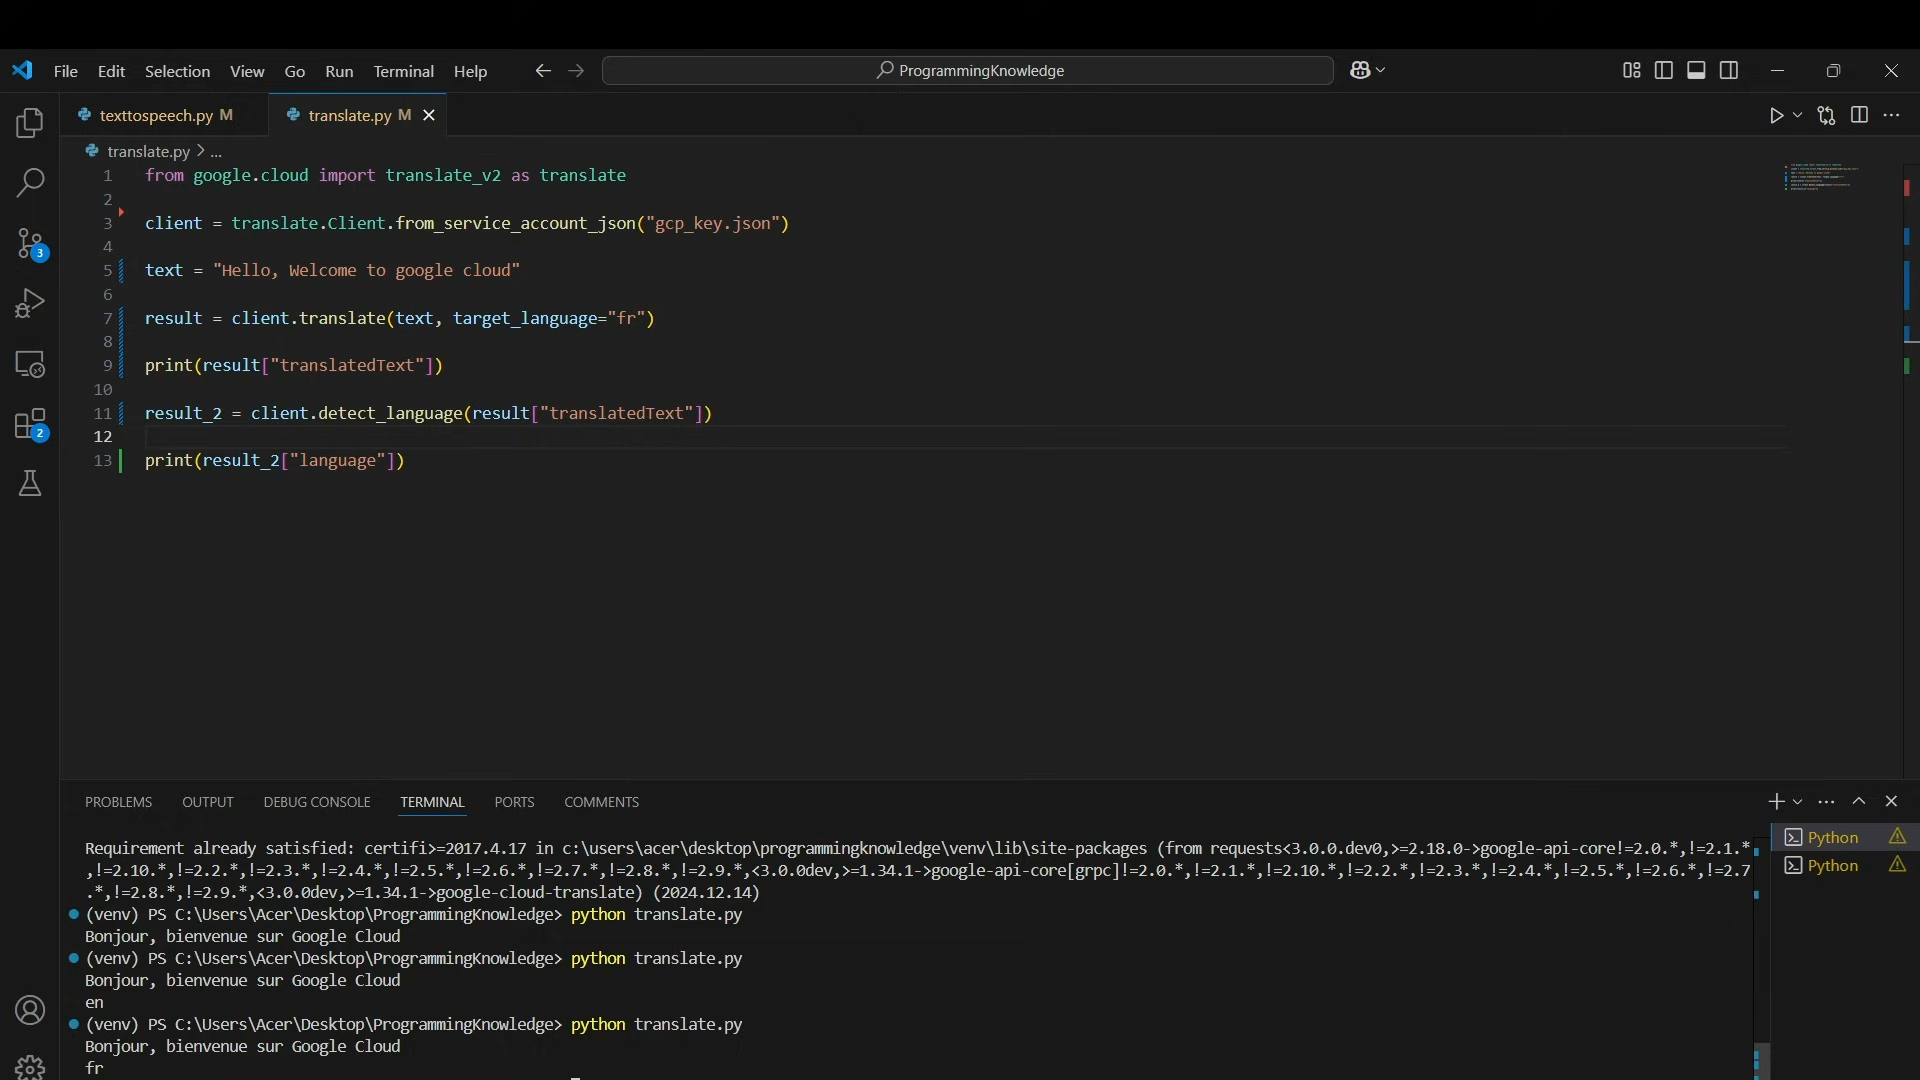 File Edit Selection View Go Run Terminal Help ProgrammingKnowledge
texttospeech.py M translate.py M
translate.py > ...
1 from google.cloud import translate_v2 as translate
2
3 client = translate.Client.from_service_account_json("gcp_key.json")
4
5 text = "Hello, Welcome to google cloud"
6
7 result = client.translate(text, target_language="fr")
8
9 print(result["translatedText"])
10
11 result_2 = client.detect_language(result["translatedText"])
12
13 print(result_2["language"])
3
2
PROBLEMS OUTPUT DEBUG CONSOLE TERMINAL PORTS COMMENTS
Python
Python
Requirement already satisfied: certifi>=2017.4.17 in c:\users\acer\desktop\programmingknowledge\venv\lib\site-packages (from requests<3.0.0.dev0,>=2.18.0->google-api-core!=2.0.*,!=2.1.*
,!=2.10.*,!=2.2.*,!=2.3.*,!=2.4.*,!=2.5.*,!=2.6.*,!=2.7.*,!=2.8.*,!=2.9.*,<3.0.0dev,>=1.34.1->google-api-core[grpc]!=2.0.*,!=2.1.*,!=2.10.*,!=2.2.*,!=2.3.*,!=2.4.*,!=2.5.*,!=2.6.*,!=2.7
.*,!=2.8.*,!=2.9.*,<3.0.0dev,>=1.34.1->google-cloud-translate) (2024.12.14)
(venv) PS C:\Users\Acer\Desktop\ProgrammingKnowledge> python translate.py
Bonjour, bienvenue sur Google Cloud
(venv) PS C:\Users\Acer\Desktop\ProgrammingKnowledge> python translate.py
Bonjour, bienvenue sur Google Cloud
en
(venv) PS C:\Users\Acer\Desktop\ProgrammingKnowledge> python translate.py
Bonjour, bienvenue sur Google Cloud
fr